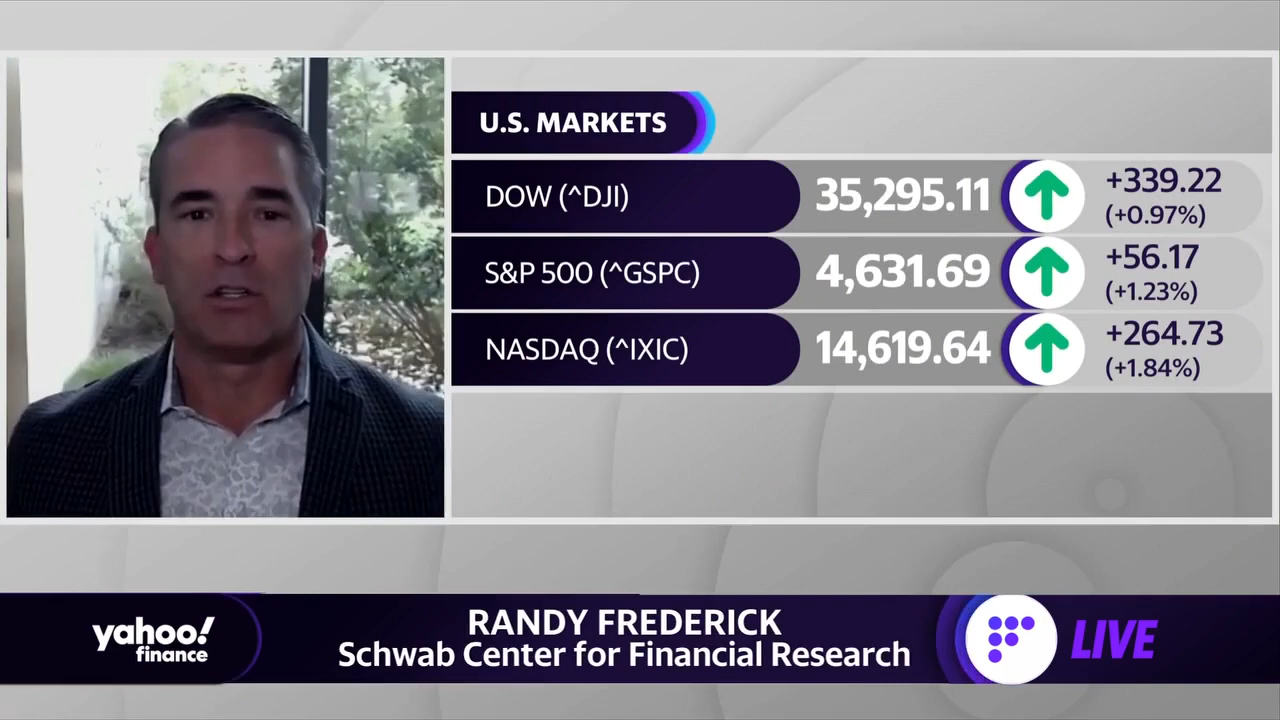 U.S. MARKETS
DOW (^DJI) 35,295.11 +339.22
(+0.97%)
S&P 500 (^GSPC) 4,631.69 +56.17
(+1.23%)
NASDAQ (^IXIC) 14,619.64 +264.73
(+1.84%)
yahoo!
finance
RANDY FREDERICK
Schwab Center for Financial Research
LIVE